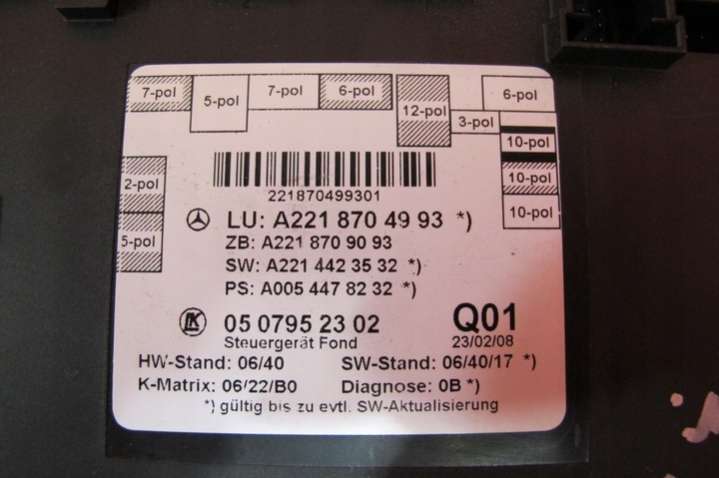 7-pol 5-pol 7-pol 6-pol 12-pol 3-pol 6-pol
10-pol
10-pol
10-pol
2-pol
5-pol
221870499301
LU: A221 870 49 93 *)
ZB: A221 870 90 93
SW: A221 442 35 32 *)
PS: A005 447 82 32 *)
05 0795 23 02 Q01
Steuergerät Fond 23/02/08
HW-Stand: 06/40 SW-Stand: 06/40/17 *)
K-Matrix: 06/22/B0 Diagnose: 0B *)
*) gültig bis zu evtl. SW-Aktualisierung